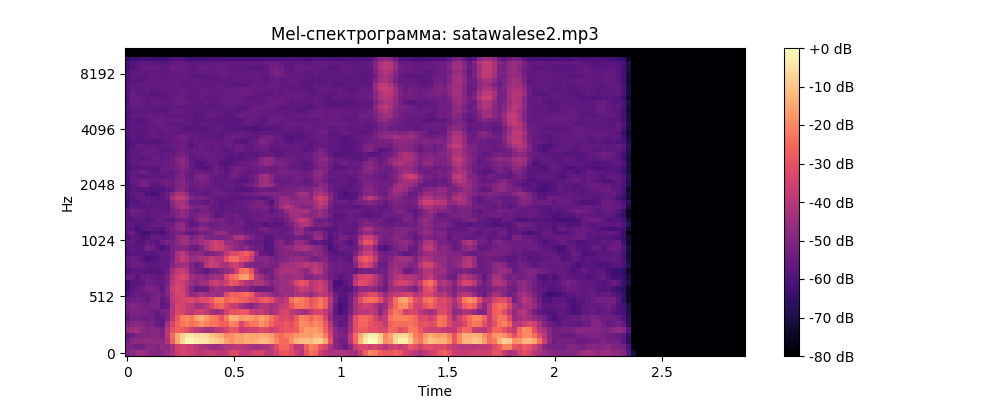 Mel-спектрограмма: satawalese2.mp3
8192
4096
2048
1024
512
0
Hz
0
0.5
1
1.5
2
2.5
Time
+0 dB
-10 dB
-20 dB
-30 dB
-40 dB
-50 dB
-60 dB
-70 dB
-80 dB